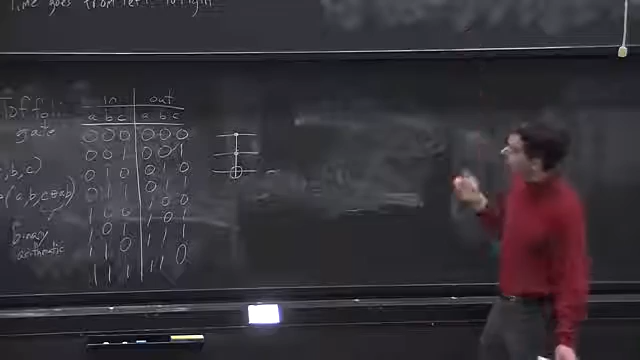 Time goes from left to right
Toffoli gate
in out
a b c a b c
0 0 0 0 0 0
0 0 1 0 0 1
0 1 0 0 1 0
0 1 1 0 1 1
1 0 0 1 0 0
1 0 1 1 0 1
1 1 0 1 1 1
1 1 1 1 1 0
, b, c)
(a, b, c⊕ab)
binary
arithmetic